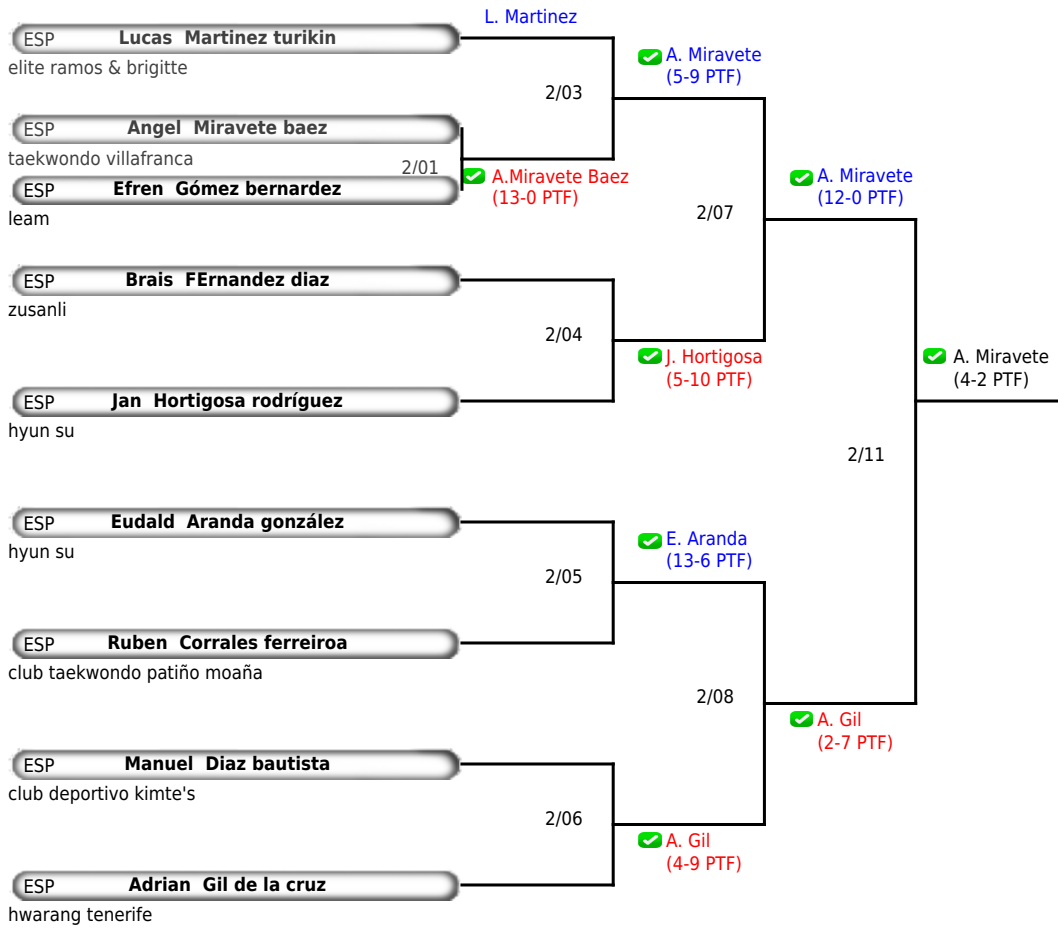 L. Martinez
ESP Lucas Martinez turikin
elite ramos & brigitte
A. Miravete
(5-9 PTF)
2/03
ESP Angel Miravete baez
taekwondo villafranca
2/01
A.Miravete Baez
(13-0 PTF)
ESP Efren Gómez bernardez
leam
A. Miravete
(12-0 PTF)
2/07
ESP Brais FErnandez diaz
zusanli
2/04
J. Hortigosa
(5-10 PTF)
A. Miravete
(4-2 PTF)
ESP Jan Hortigosa rodríguez
hyun su
2/11
ESP Eudald Aranda gonzález
hyun su
E. Aranda
(13-6 PTF)
2/05
ESP Ruben Corrales ferreiroa
club taekwondo patiño moaña
2/08
A. Gil
(2-7 PTF)
ESP Manuel Diaz bautista
club deportivo kimte's
2/06
A. Gil
(4-9 PTF)
ESP Adrian Gil de la cruz
hwarang tenerife